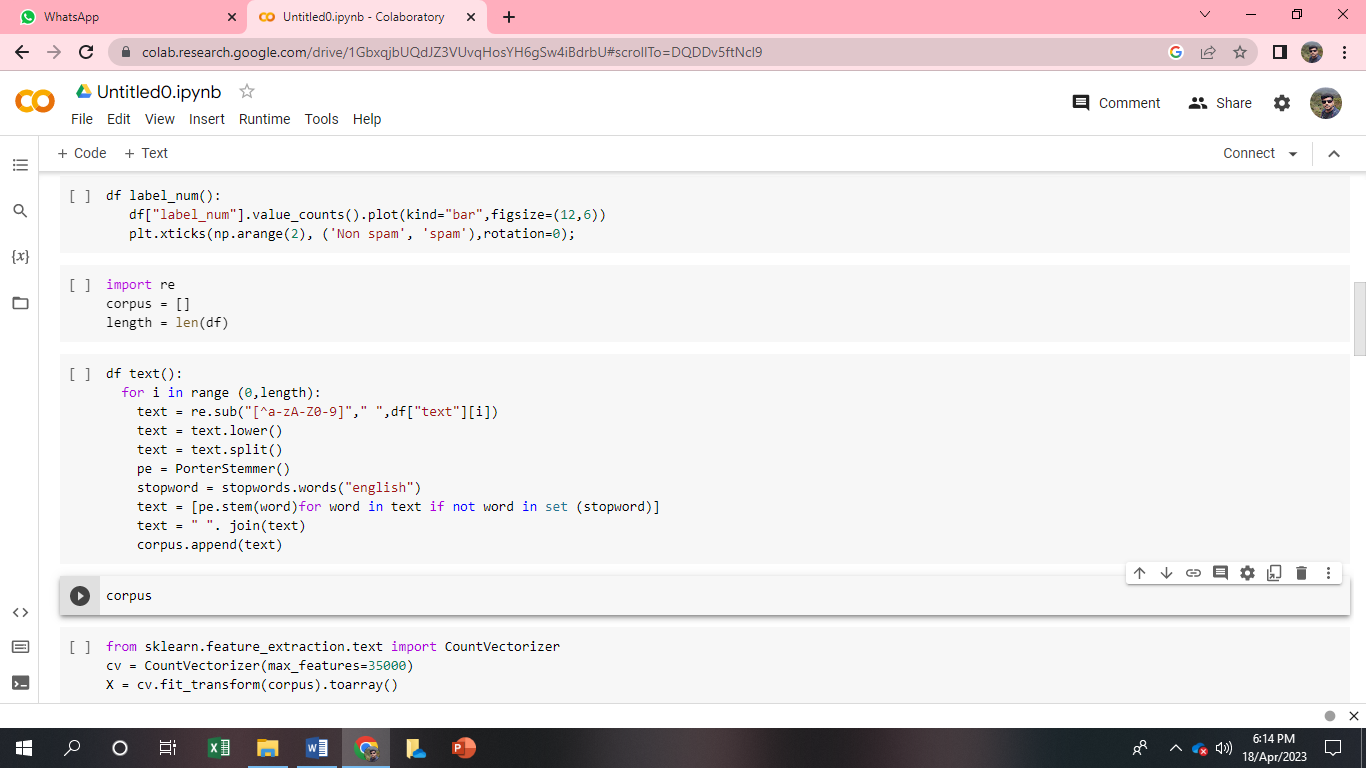 WhatsApp
Untitled0.ipynb - Colaboratory
colab.research.google.com/drive/1GbxqjbUQdJZ3VUvqHosYH6gSw4iBdrbU#scrollTo=DQDDv5ftNcl9
Untitled0.ipynb
Comment
Share
File Edit View Insert Runtime Tools Help
+ Code + Text
Connect
[ ] df label_num():
df["label_num"].value_counts().plot(kind="bar",figsize=(12,6))
plt.xticks(np.arange(2), ('Non spam', 'spam'),rotation=0);
{x}
[ ] import re
corpus = []
length = len(df)
[ ] df text():
for i in range (0,length):
text = re.sub("[^a-zA-Z0-9]"," ",df["text"][i])
text = text.lower()
text = text.split()
pe = PorterStemmer()
stopword = stopwords.words("english")
text = [pe.stem(word)for word in text if not word in set (stopword)]
text = " ". join(text)
corpus.append(text)
corpus
[ ] from sklearn.feature_extraction.text import CountVectorizer
cv = CountVectorizer(max_features=35000)
X = cv.fit_transform(corpus).toarray()
6:14 PM
18/Apr/2023